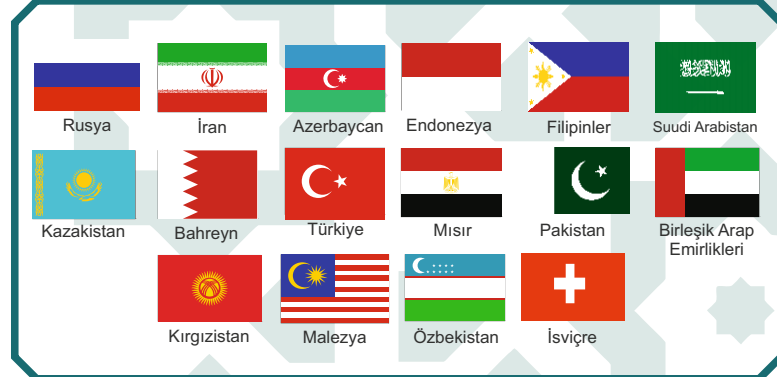 Rusya
İran
Azerbaycan
Endonezya
Filipinler
Suudi Arabistan
Kazakistan
Bahreyn
Türkiye
Mısır
Pakistan
Birleşik Arap
Emirlikleri
Kırgızistan
Malezya
Özbekistan
İsviçre